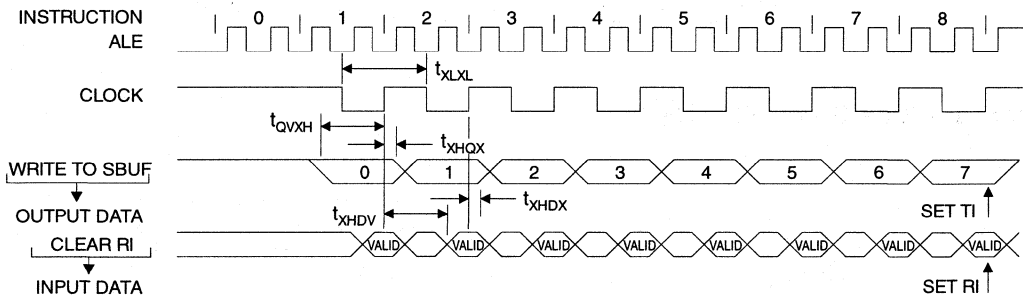 INSTRUCTION 0 1 2 3 4 5 6 7 8
ALE
tXLXL
CLOCK
tQVXH
tXHQX
WRITE TO SBUF 0 1 2 3 4 5 6 7
tXHDX
OUTPUT DATA tXHDV SET TI
CLEAR RI VALID VALID VALID VALID VALID VALID VALID VALID
INPUT DATA SET RI